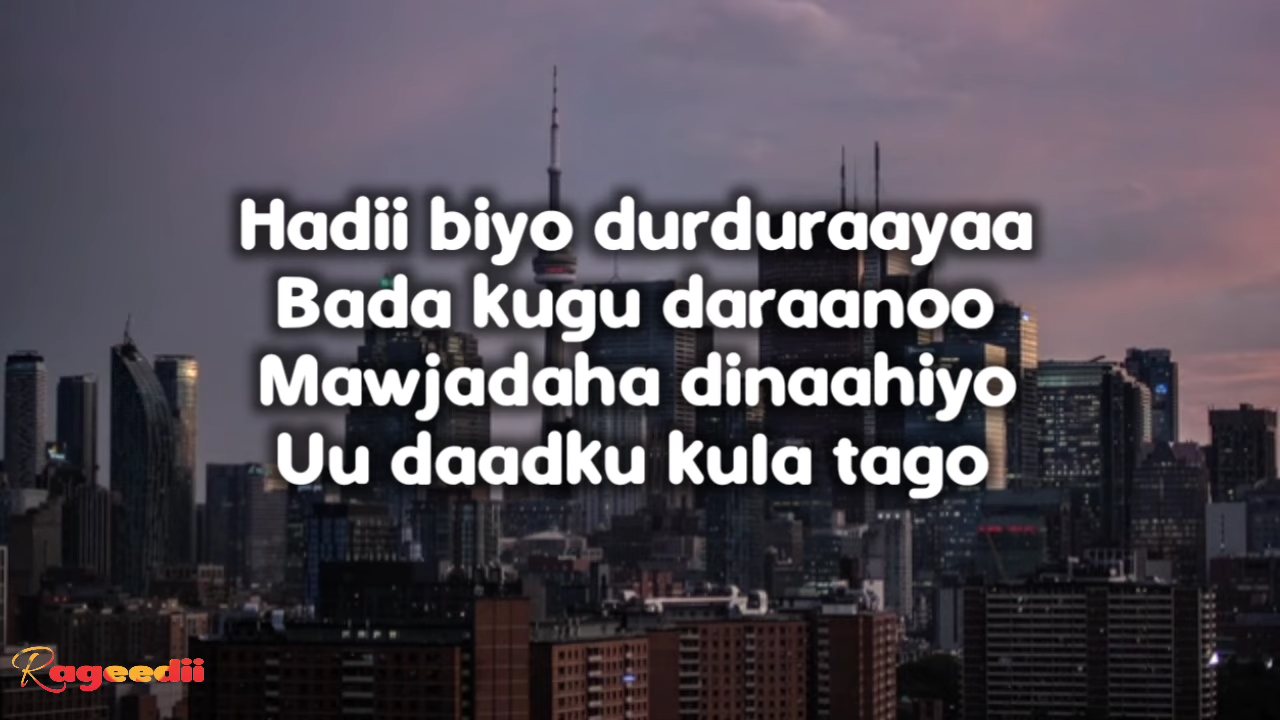 Hadii biyo durduraayaa
Bada kugu daraanoo
Mawjadaha dinaahiyo
Uu daadku kula tago
Rageedii